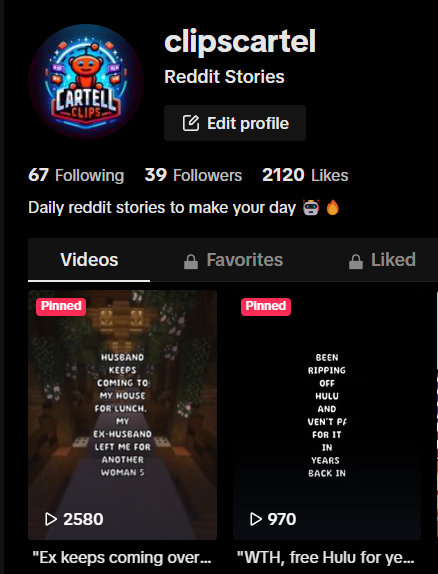 clipscartel
Reddit Stories
CARTELL
CLIPS
Edit profile
67 Following 39 Followers 2120 Likes
Daily reddit stories to make your day 🤖 🔥
Videos Favorites Liked
Pinned
HUSBAND
KEEPS
COMING TO
MY HOUSE
FOR LUNCH.
MY
EX-HUSBAND
LEFT ME FOR
ANOTHER
WOMAN 5
2580
"Ex keeps coming over...
Pinned
BEEN
RIPPING
OFF
HULU
AND
FOR IT
IN
YEARS
BACK IN
970
"WTH, free Hulu for ye...